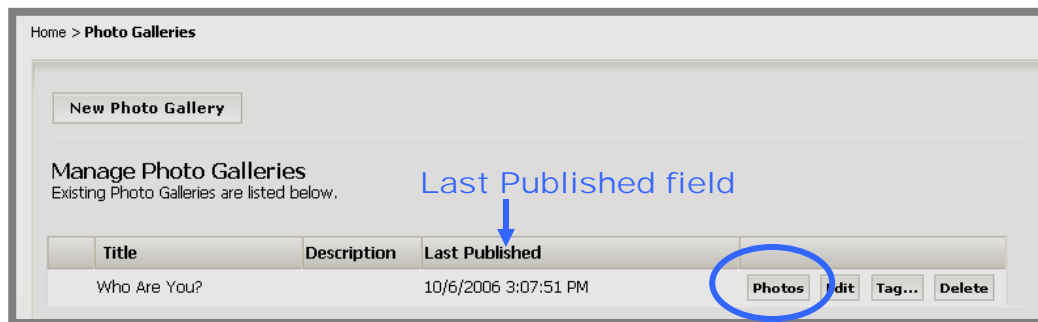 Home > Photo Galleries
New Photo Gallery
Manage Photo Galleries
Existing Photo Galleries are listed below.
Last Published field
Title Description Last Published
Who Are You? 10/6/2006 3:07:51 PM Photos Edit Tag... Delete